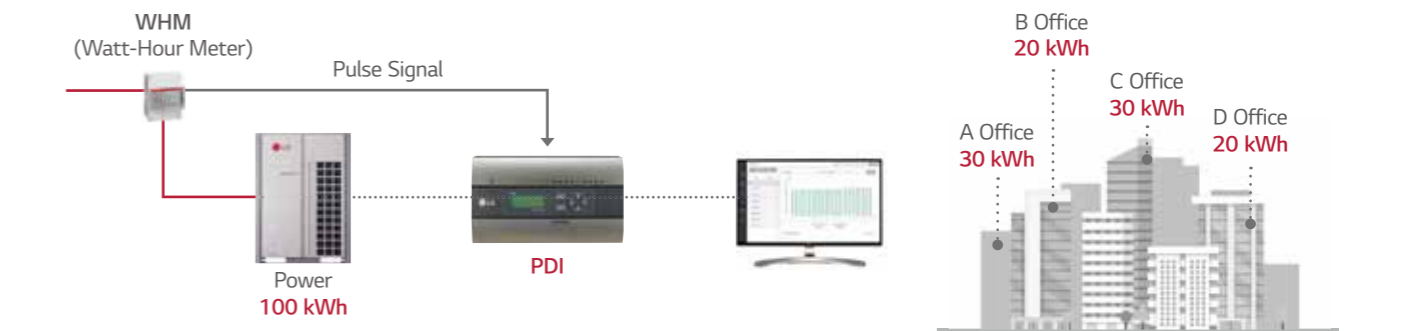 WHM
(Watt-Hour Meter)
Pulse Signal
Power
100 kWh
LG
PDI
B Office
20 kWh
C Office
30 kWh
D Office
20 kWh
A Office
30 kWh